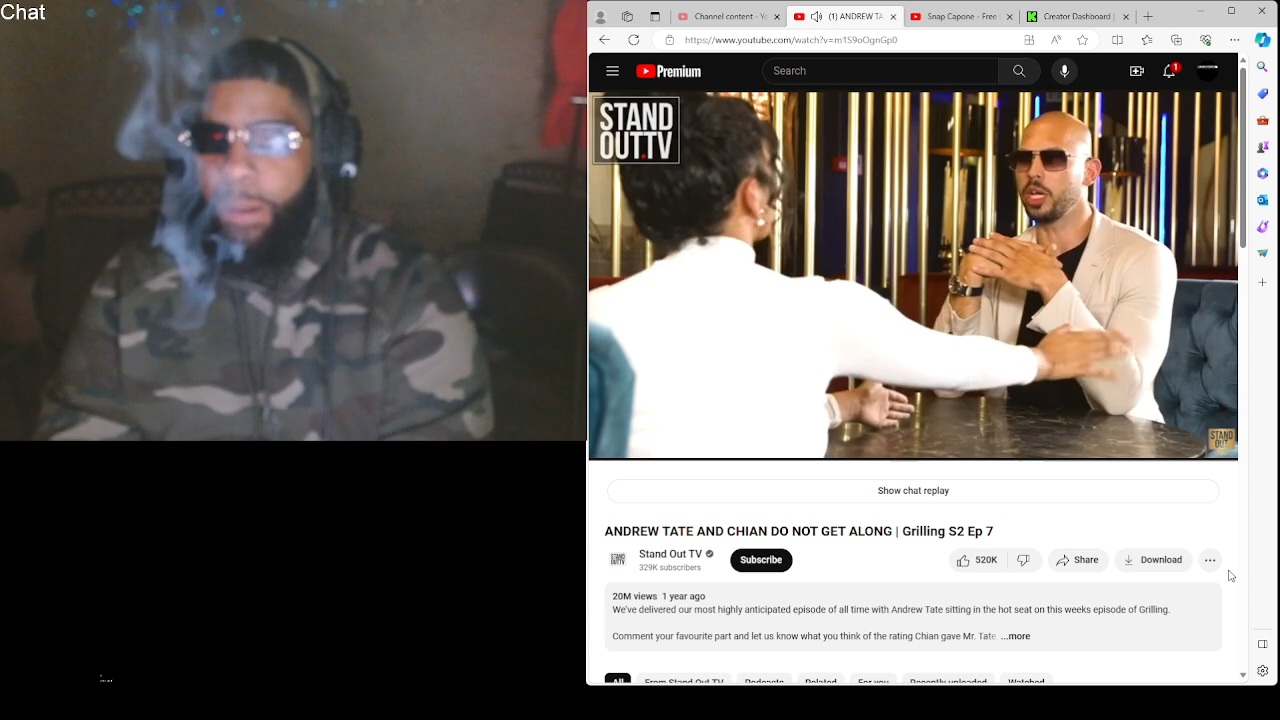 Chat
Channel content - Yo
(1) ANDREW TA
Snap Capone - Free
Creator Dashboard
https://www.youtube.com/watch?v=m1S9oOgnGp0
Premium
Search
1
STAND
OUT.TV
STAND
OUT
Show chat replay
ANDREW TATE AND CHIAN DO NOT GET ALONG | Grilling S2 Ep 7
Stand Out TV
329K subscribers
Subscribe
520K
Share
Download
20M views 1 year ago
We've delivered our most highly anticipated episode of all time with Andrew Tate sitting in the hot seat on this weeks episode of Grilling.
Comment your favourite part and let us know what you think of the rating Chian gave Mr. Tate ...more
All From Stand Out TV Podcasts Related For you Recently uploaded Watched